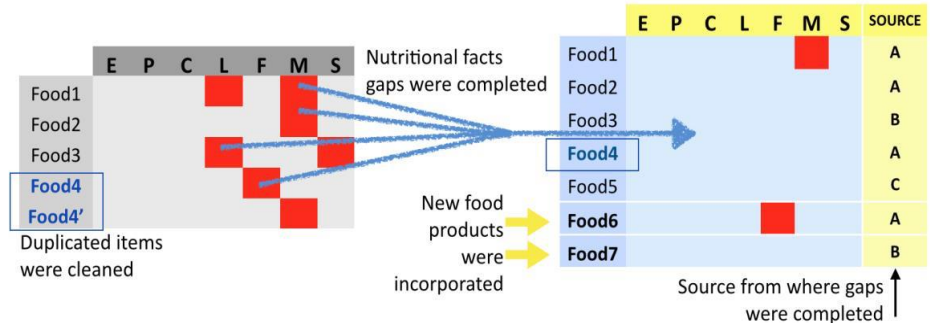 E P C L F M S
Food1
Food2
Food3
Food4
Food4’
Duplicated items
were cleaned
Nutritional facts
gaps were completed
New food
products
were
incorporated
E P C L F M S SOURCE
Food1 A
Food2 A
Food3 B
Food4 A
Food5 C
Food6 A
Food7 B
Source from where gaps
were completed